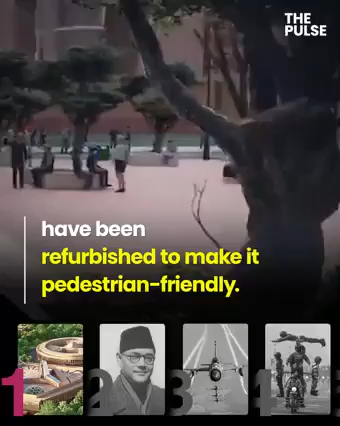 THE
PULSE
have been
refurbished to make it
pedestrian-friendly.
1
2
3
4